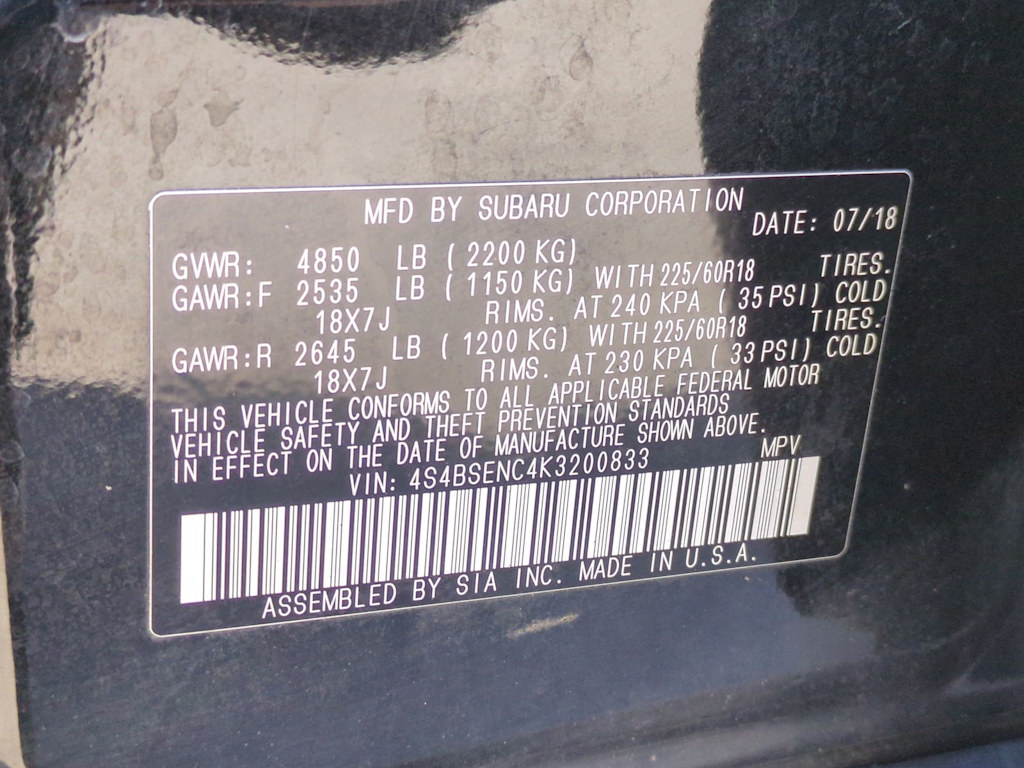 MFD BY SUBARU CORPORATION
DATE: 07/18
GVWR: 4850 LB ( 2200 KG)
GAWR:F 2535 LB ( 1150 KG) WITH 225/60R18 TIRES.
18X7J RIMS. AT 240 KPA ( 35 PSI) COLD
GAWR:R 2645 LB ( 1200 KG) WITH 225/60R18 TIRES.
18X7J RIMS. AT 230 KPA ( 33 PSI) COLD
THIS VEHICLE CONFORMS TO ALL APPLICABLE FEDERAL MOTOR
VEHICLE SAFETY AND THEFT PREVENTION STANDARDS
IN EFFECT ON THE DATE OF MANUFACTURE SHOWN ABOVE.
VIN: 4S4BSENC4K3200833 MPV
ASSEMBLED BY SIA INC. MADE IN U.S.A.